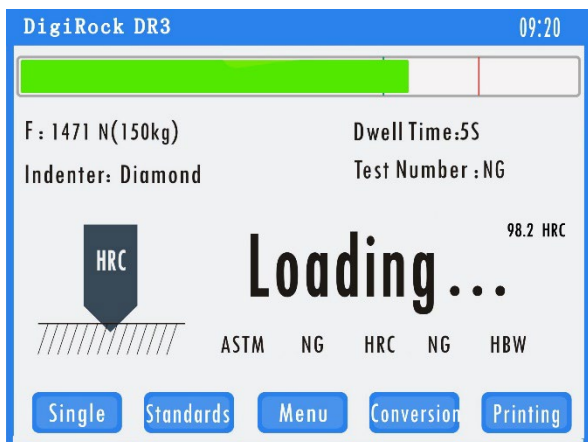 DigiRock DR3 09:20
F: 1471 N(150kg) Dwell Time:5S
Indenter: Diamond Test Number :NG
98.2 HRC
HRC
Loading...
ASTM NG HRC NG HBW
Single Standards Menu Conversion Printing